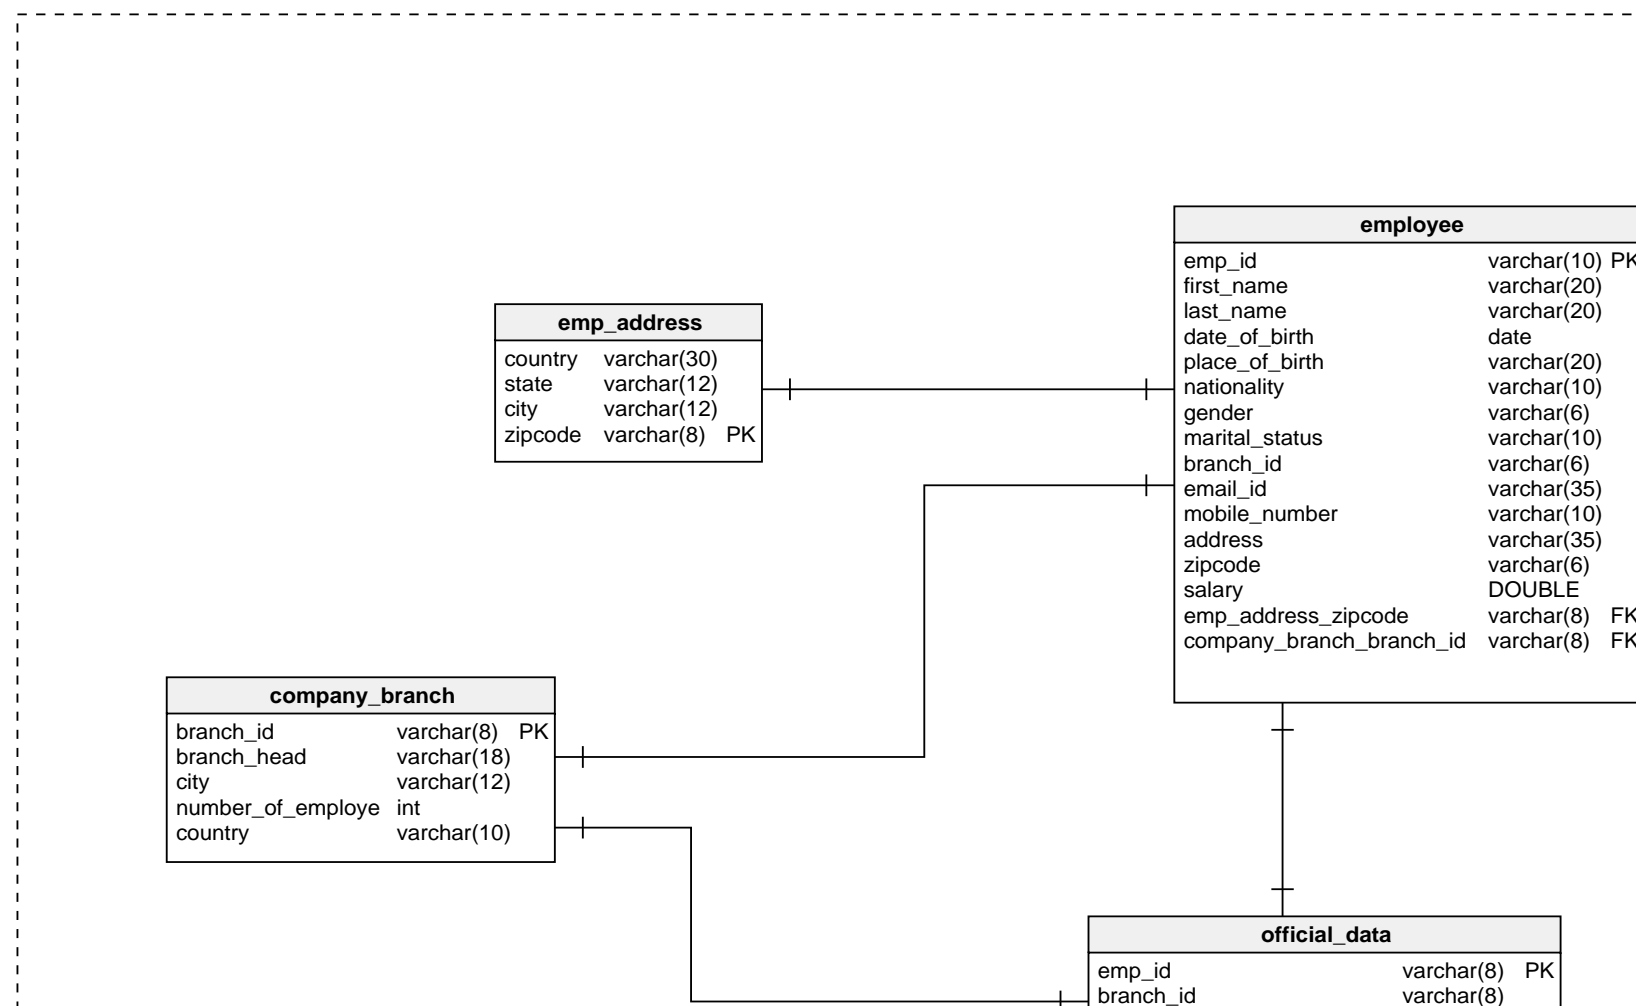 employee
emp_id varchar(10) PK
first_name varchar(20)
last_name varchar(20)
date_of_birth date
place_of_birth varchar(20)
nationality varchar(10)
gender varchar(6)
marital_status varchar(10)
branch_id varchar(6)
email_id varchar(35)
mobile_number varchar(10)
address varchar(35)
zipcode varchar(6)
salary DOUBLE
emp_address_zipcode varchar(8) FK
company_branch_branch_id varchar(8) FK
emp_address
country varchar(30)
state varchar(12)
city varchar(12)
zipcode varchar(8) PK
company_branch
branch_id varchar(8) PK
branch_head varchar(18)
city varchar(12)
number_of_employe int
country varchar(10)
official_data
emp_id varchar(8) PK
branch_id varchar(8)